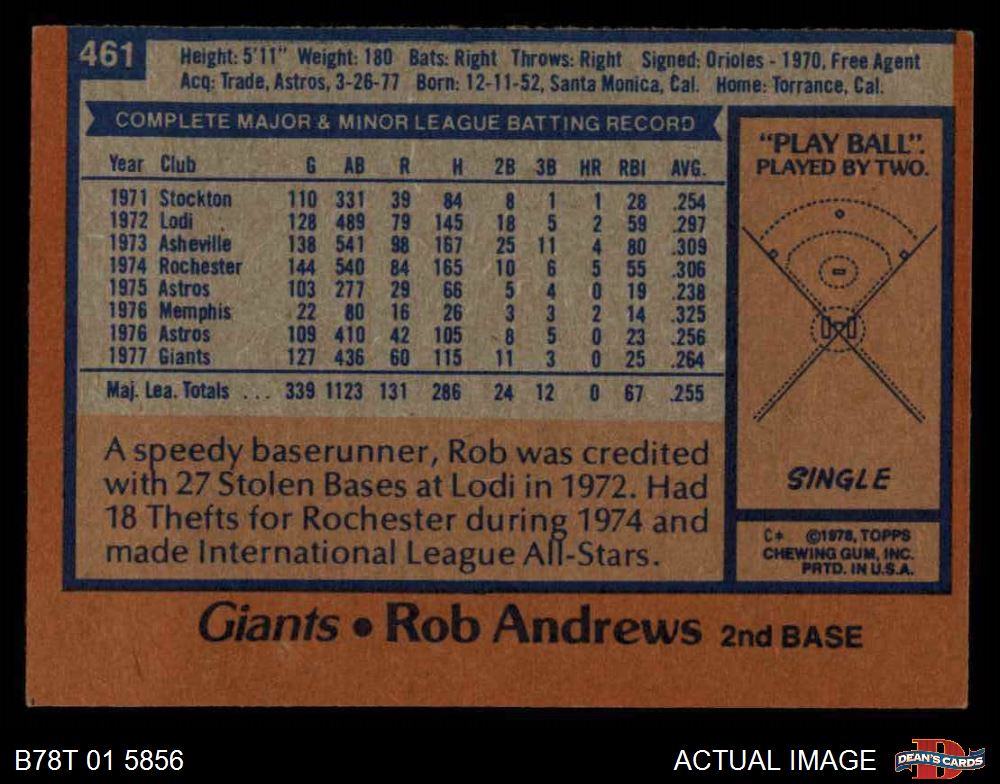 461
Height: 5'11" Weight: 180 Bats: Right Throws: Right Signed: Orioles - 1970, Free Agent
Acq: Trade, Astros, 3-26-77 Born: 12-11-52, Santa Monica, Cal. Home: Torrance, Cal.
COMPLETE MAJOR & MINOR LEAGUE BATTING RECORD
Year Club G AB R H 2B 3B HR RBI AVG.
1971 Stockton 110 331 39 84 8 1 1 28 .254
1972 Lodi 128 489 79 145 18 5 2 59 .297
1973 Asheville 138 541 98 167 25 11 4 80 .309
1974 Rochester 144 540 84 165 10 6 5 55 .306
1975 Astros 103 277 29 66 5 4 0 19 .238
1976 Memphis 22 80 16 26 3 3 2 14 .325
1976 Astros 109 410 42 105 8 5 0 23 .256
1977 Giants 127 436 60 115 11 3 0 25 .264
Maj. Lea. Totals ... 339 1123 131 286 24 12 0 67 .255
A speedy baserunner, Rob was credited
with 27 Stolen Bases at Lodi in 1972. Had
18 Thefts for Rochester during 1974 and
made International League All-Stars.
"PLAY BALL".
PLAYED BY TWO.
SINGLE
C* ©1978, TOPPS
CHEWING GUM, INC.
PRTD. IN U.S.A.
Giants • Rob Andrews 2nd BASE
B78T 01 5856
ACTUAL IMAGE
DEAN'S CARDS